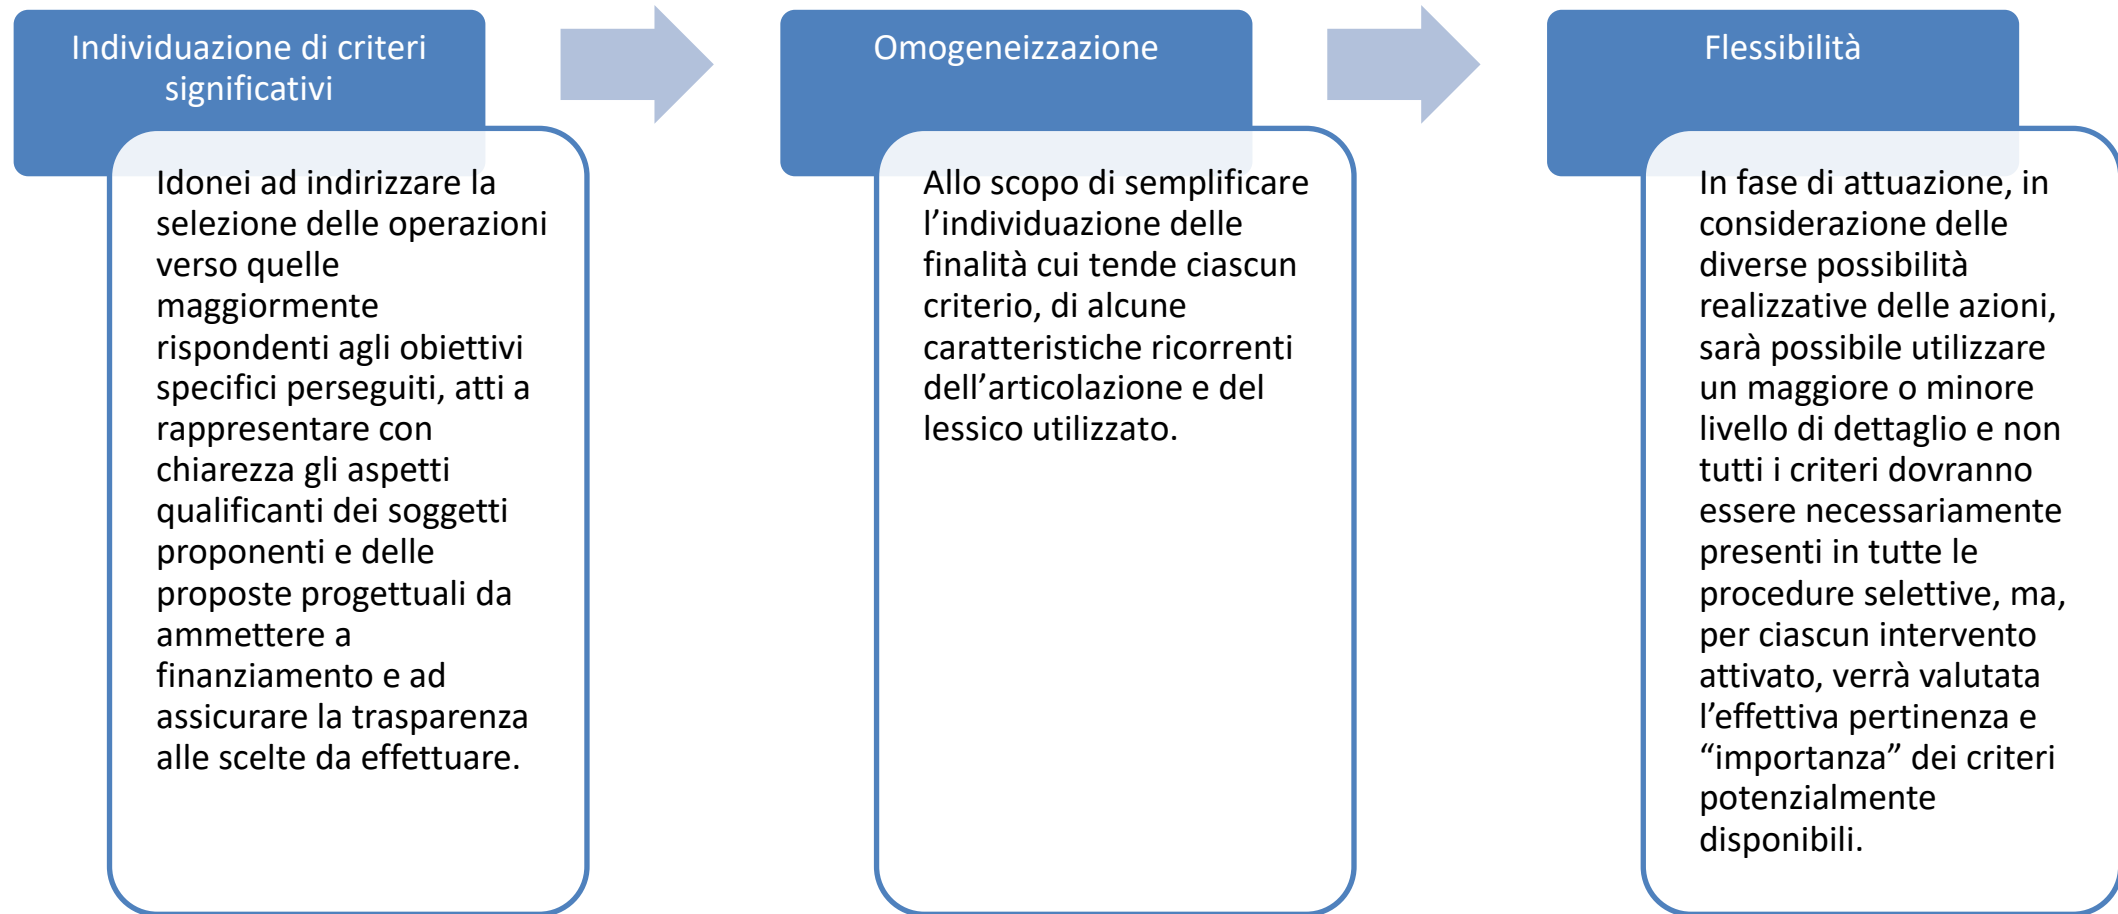 Individuazione di criteri
significativi
Idonei ad indirizzare la
selezione delle operazioni
verso quelle
maggiormente
rispondenti agli obiettivi
specifici perseguiti, atti a
rappresentare con
chiarezza gli aspetti
qualificanti dei soggetti
proponenti e delle
proposte progettuali da
ammettere a
finanziamento e ad
assicurare la trasparenza
alle scelte da effettuare.
Omogeneizzazione
Allo scopo di semplificare
l’individuazione delle
finalità cui tende ciascun
criterio, di alcune
caratteristiche ricorrenti
dell’articolazione e del
lessico utilizzato.
Flessibilità
In fase di attuazione, in
considerazione delle
diverse possibilità
realizzative delle azioni,
sarà possibile utilizzare
un maggiore o minore
livello di dettaglio e non
tutti i criteri dovranno
essere necessariamente
presenti in tutte le
procedure selettive, ma,
per ciascun intervento
attivato, verrà valutata
l’effettiva pertinenza e
“importanza” dei criteri
potenzialmente
disponibili.